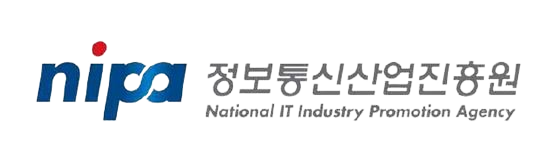 nipa 정보통신산업진흥원
National IT Industry Promotion Agency